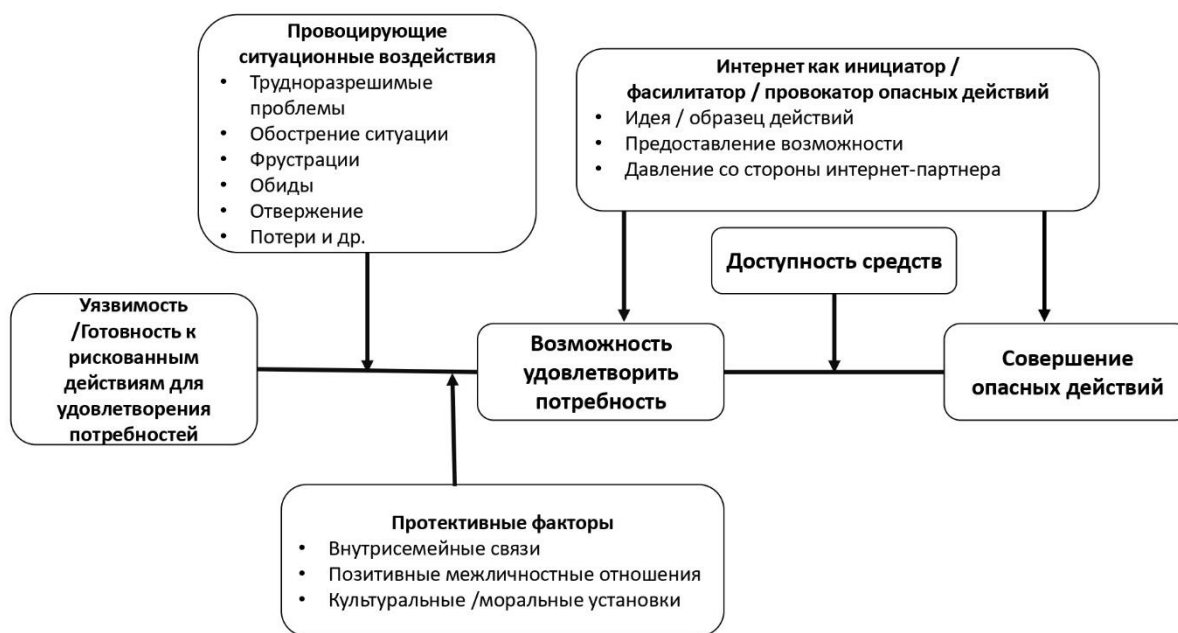 Провоцирующие
ситуационные воздействия
• Трудноразрешимые
проблемы
• Обострение ситуации
• Фрустрации
• Обиды
• Отвержение
• Потери и др.
Интернет как инициатор /
фасилитатор / провокатор опасных действий
• Идея / образец действий
• Предоставление возможности
• Давление со стороны интернет-партнера
Доступность средств
Уязвимость
/Готовность к
рискованным
действиям для
удовлетворения
потребностей
Возможность
удовлетворить
потребность
Совершение
опасных действий
Протективные факторы
• Внутрисемейные связи
• Позитивные межличностные отношения
• Культуральные /моральные установки